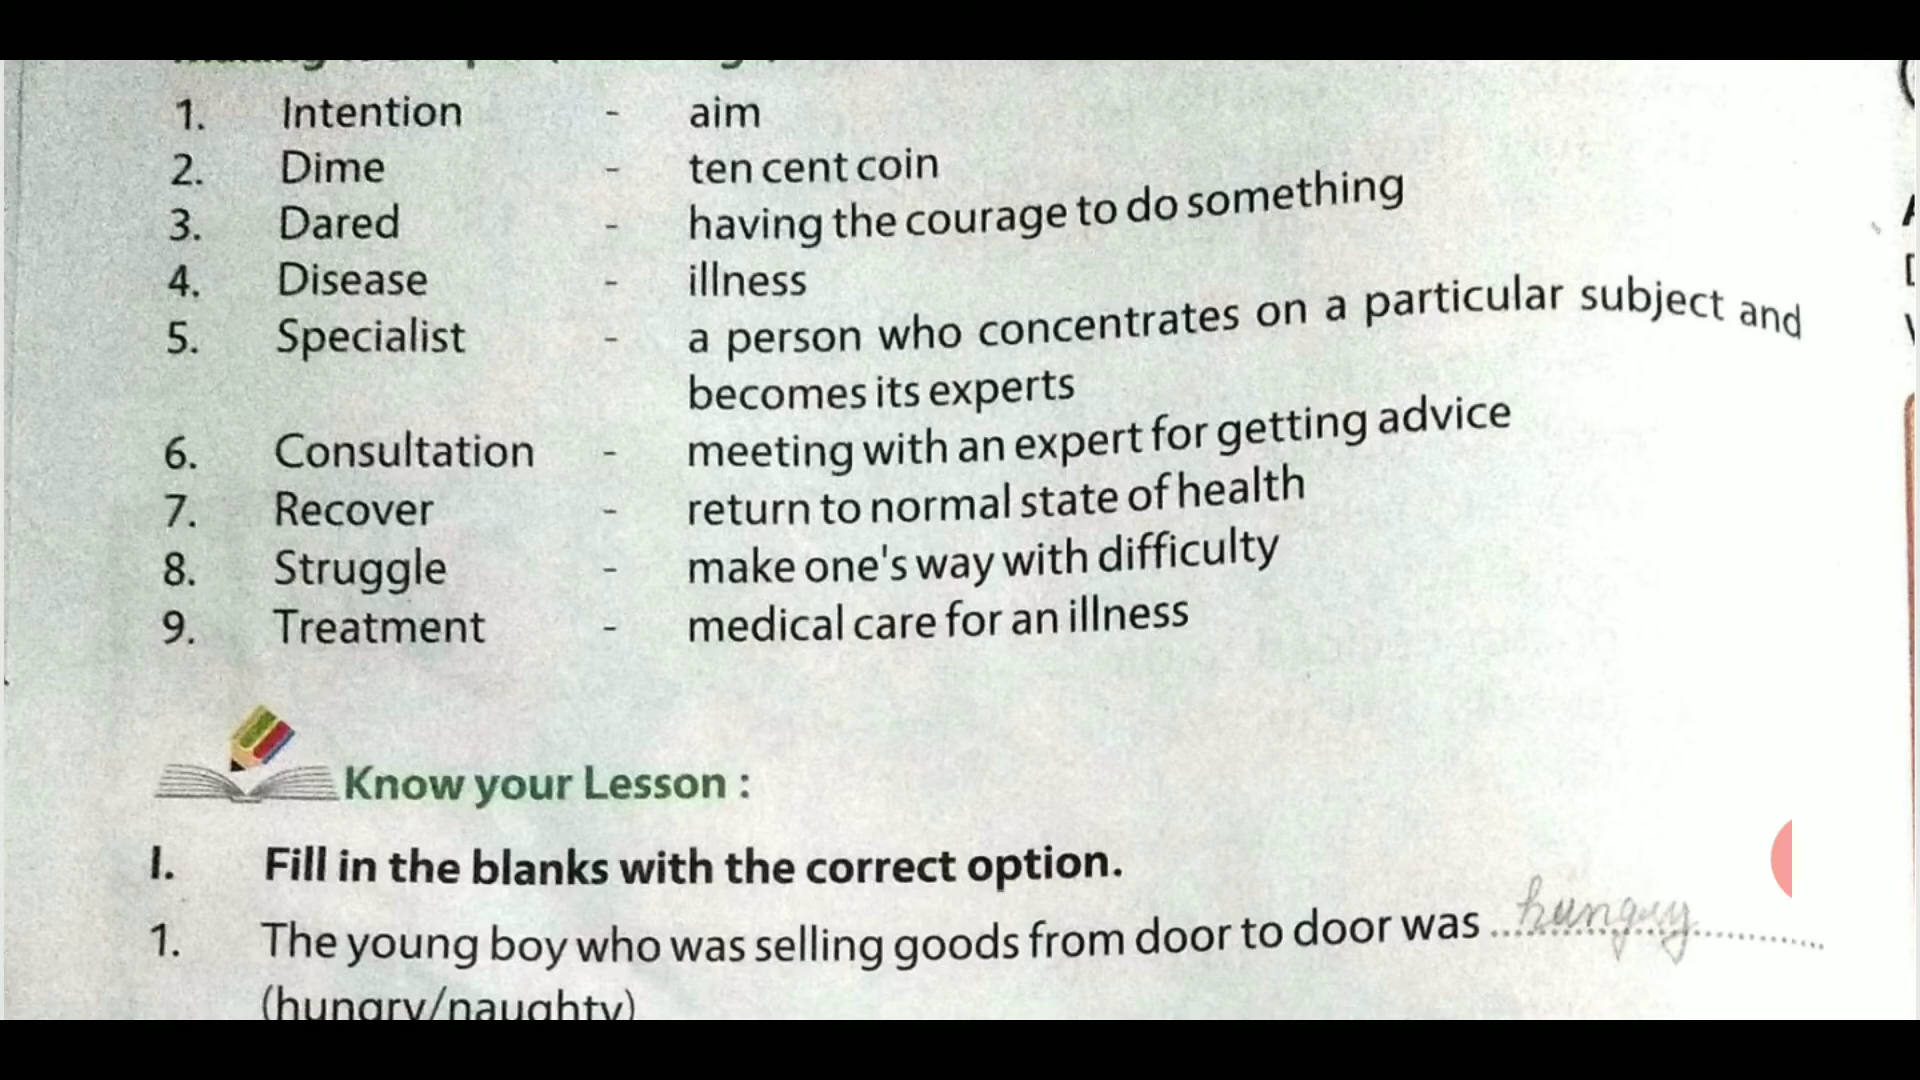 1. Intention - aim
2. Dime - ten cent coin
3. Dared - having the courage to do something
4. Disease - illness
5. Specialist - a person who concentrates on a particular subject and
becomes its experts
6. Consultation - meeting with an expert for getting advice
7. Recover - return to normal state of health
8. Struggle - make one's way with difficulty
9. Treatment - medical care for an illness
Know your Lesson :
I. Fill in the blanks with the correct option.
1. The young boy who was selling goods from door to door was ... hungry ...
(hungry/naughty)